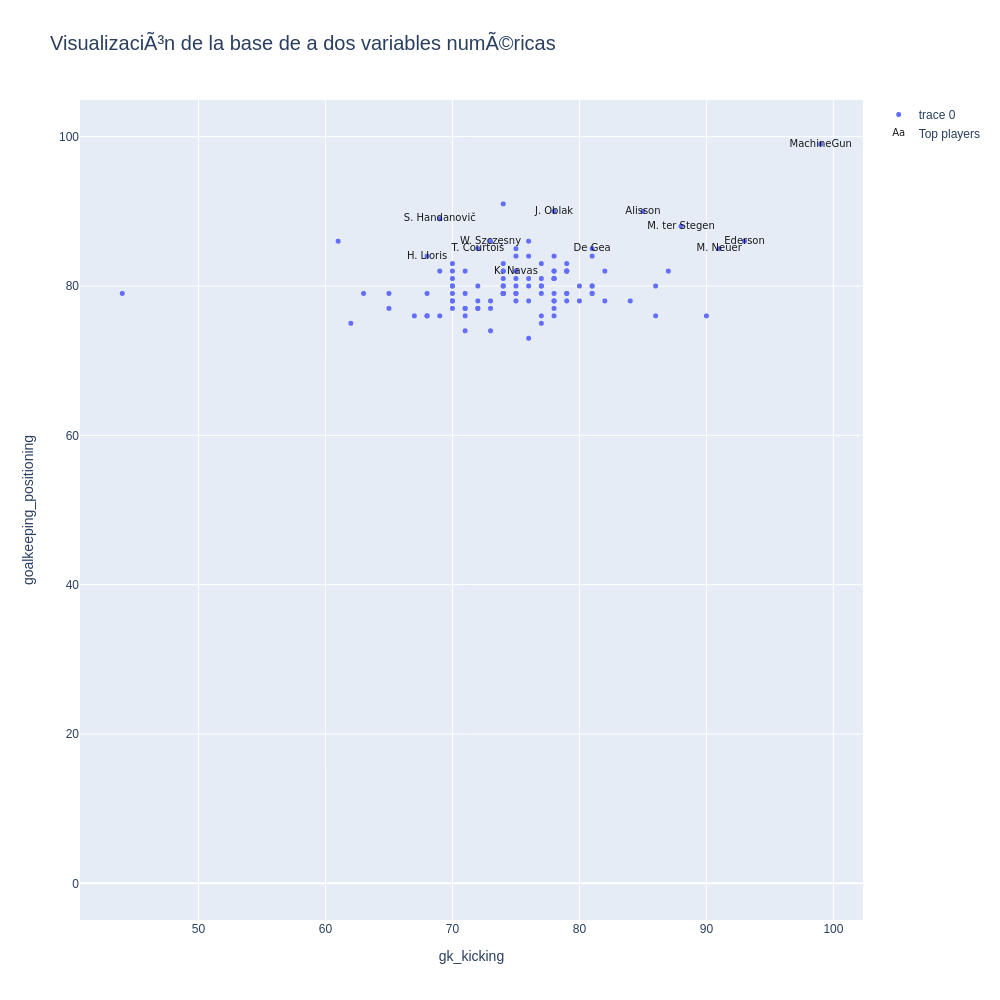 VisualizaciÃ³n de la base de a dos variables numÃ©ricas
trace 0
Aa Top players
100
80
60
40
20
0
goalkeeping_positioning
MachineGun
J. Oblak
Alisson
S. Handanovič
M. ter Stegen
W. Szczesny
Ederson
T. Courtois
De Gea
M. Neuer
H. Lloris
K. Navas
50 60 70 80 90 100
gk_kicking